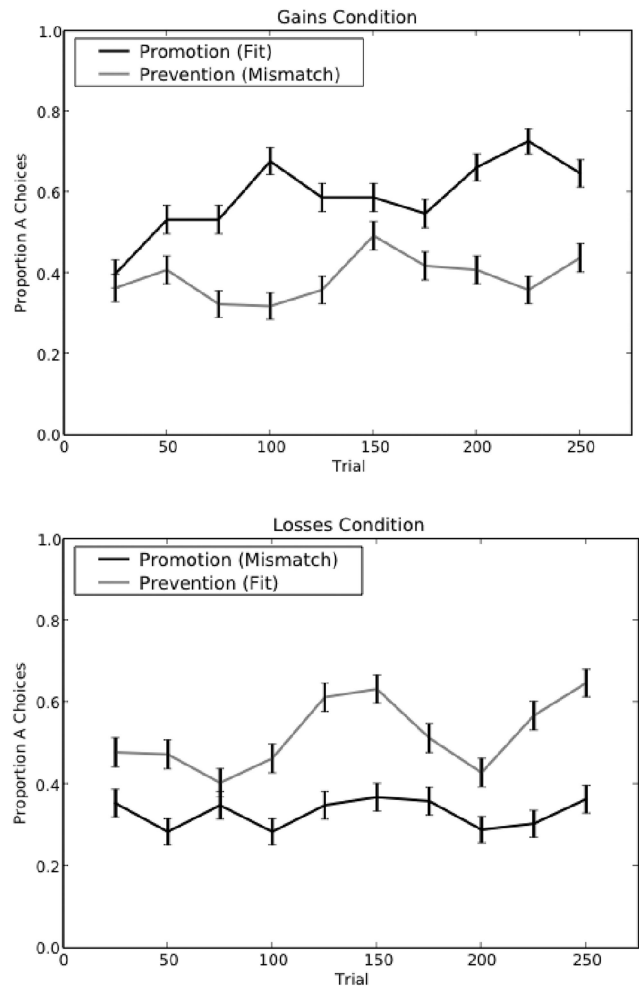 Gains Condition
1.0
Promotion (Fit)
Prevention (Mismatch)
0.8
0.6
0.4
0.2
0.0
Proportion A Choices
0 50 100 150 200 250
Trial
Losses Condition
1.0
Promotion (Mismatch)
Prevention (Fit)
0.8
0.6
0.4
0.2
0.0
Proportion A Choices
0 50 100 150 200 250
Trial